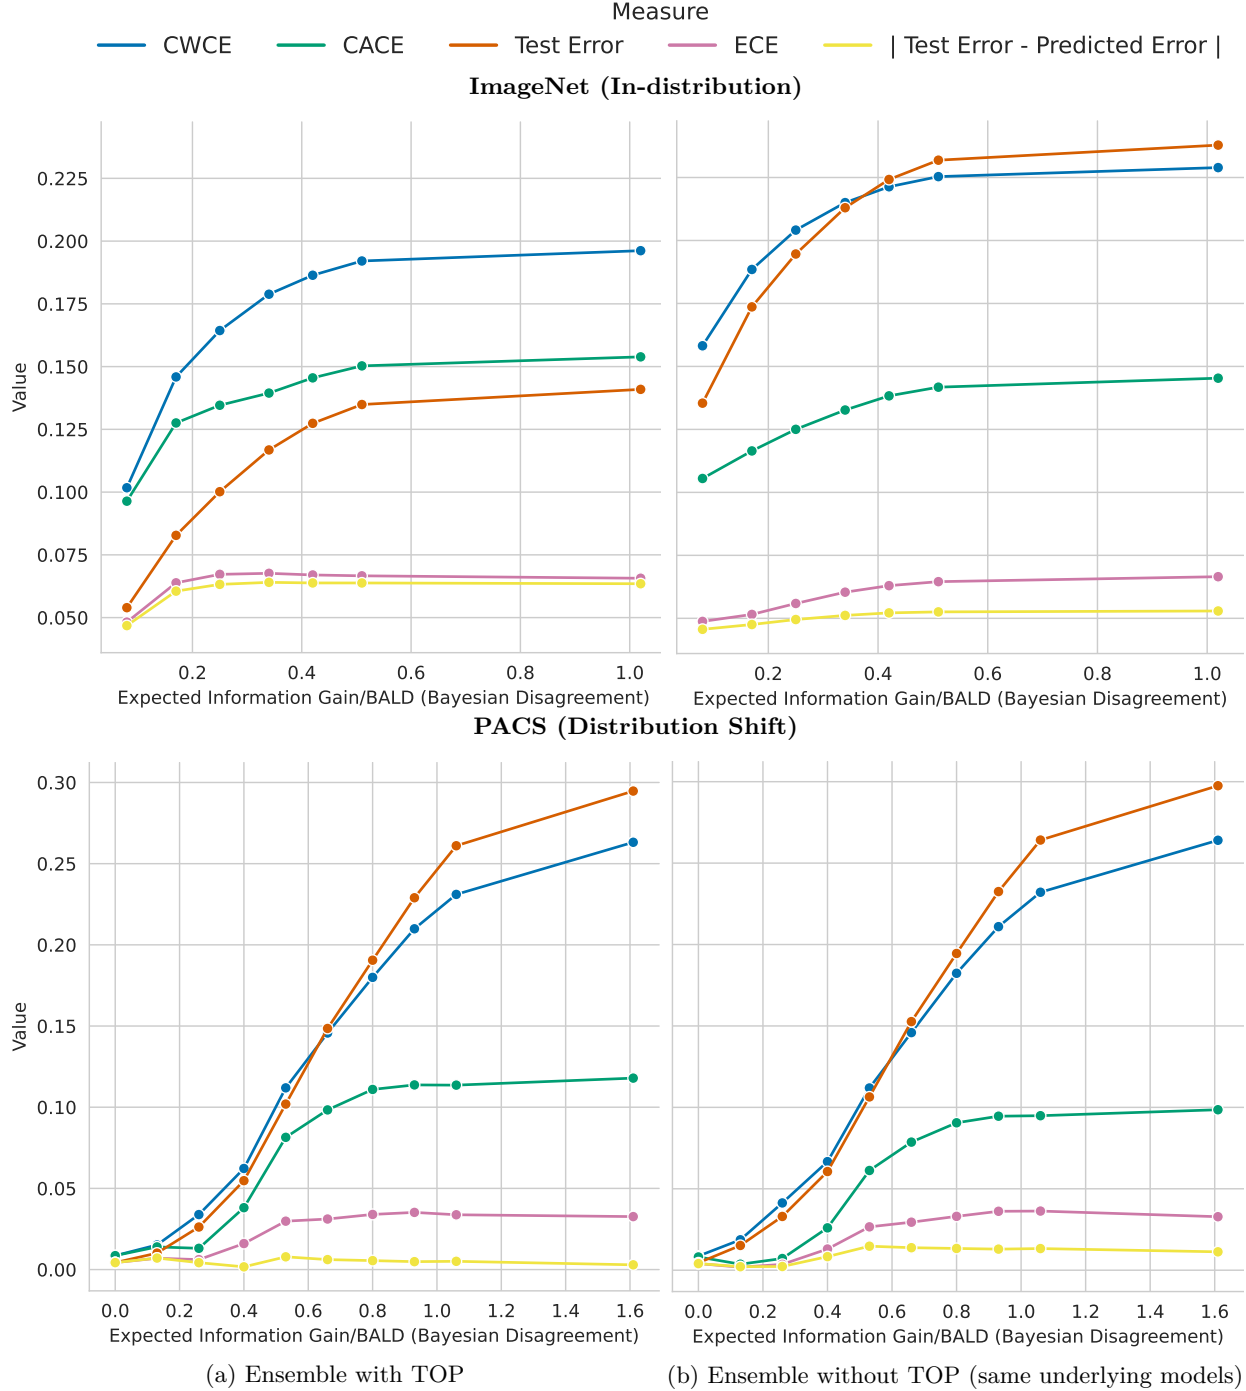 Measure
CWCE CACE Test Error ECE | Test Error - Predicted Error |
ImageNet (In-distribution)
Value
0.225
0.200
0.175
0.150
0.125
0.100
0.075
0.050
0.2 0.4 0.6 0.8 1.0
Expected Information Gain/BALD (Bayesian Disagreement)
0.2 0.4 0.6 0.8 1.0
Expected Information Gain/BALD (Bayesian Disagreement)
PACS (Distribution Shift)
Value
0.30
0.25
0.20
0.15
0.10
0.05
0.00
0.0 0.2 0.4 0.6 0.8 1.0 1.2 1.4 1.6
Expected Information Gain/BALD (Bayesian Disagreement)
0.0 0.2 0.4 0.6 0.8 1.0 1.2 1.4 1.6
Expected Information Gain/BALD (Bayesian Disagreement)
(a) Ensemble with TOP
(b) Ensemble without TOP (same underlying models)